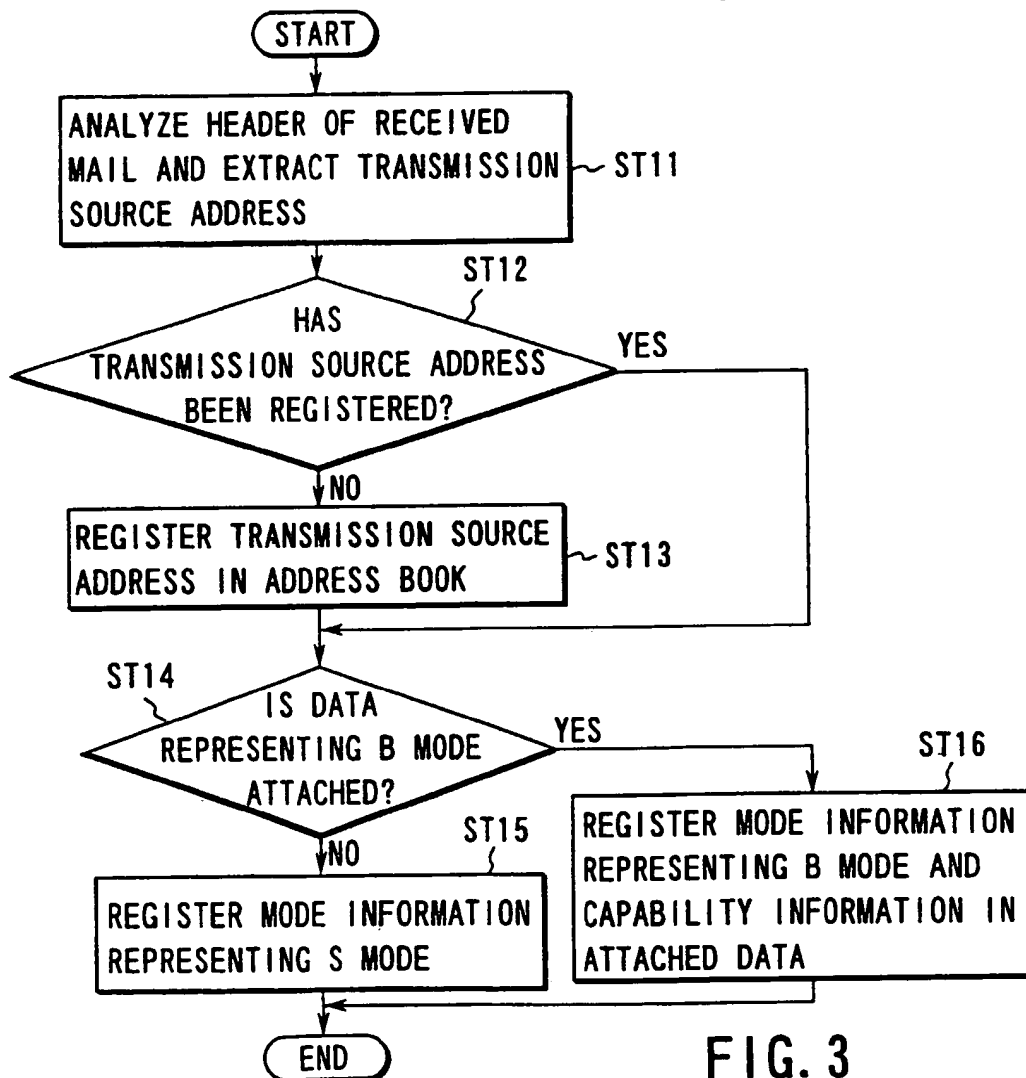 START
ANALYZE HEADER OF RECEIVED
MAIL AND EXTRACT TRANSMISSION
SOURCE ADDRESS
ST11
ST12
HAS
TRANSMISSION SOURCE ADDRESS
BEEN REGISTERED?
YES
NO
REGISTER TRANSMISSION SOURCE
ADDRESS IN ADDRESS BOOK
ST13
ST14
IS DATA
REPRESENTING B MODE
ATTACHED?
YES
NO
ST15
REGISTER MODE INFORMATION
REPRESENTING S MODE
ST16
REGISTER MODE INFORMATION
REPRESENTING B MODE AND
CAPABILITY INFORMATION IN
ATTACHED DATA
END
FIG. 3